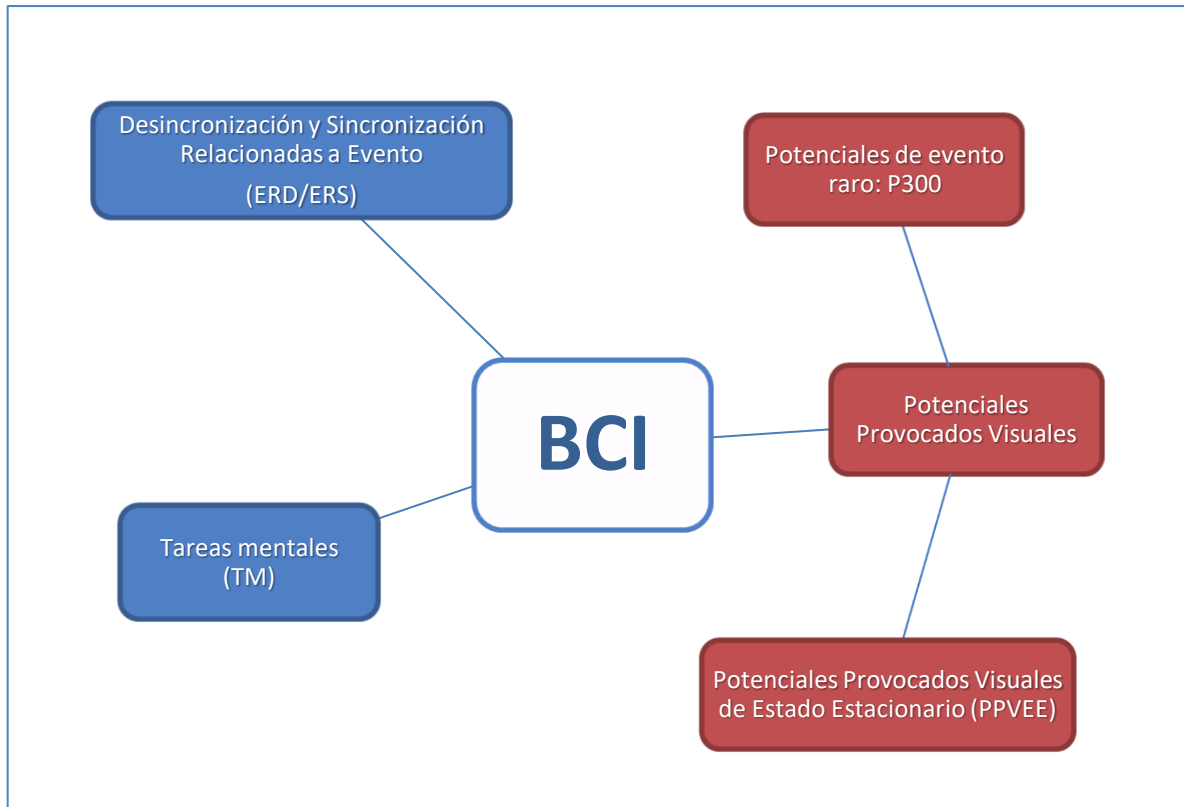 Desincronización y Sincronización
Relacionadas a Evento
(ERD/ERS)
Potenciales de evento
raro: P300
BCI
Potenciales
Provocados Visuales
Tareas mentales
(TM)
Potenciales Provocados Visuales
de Estado Estacionario (PPVEE)